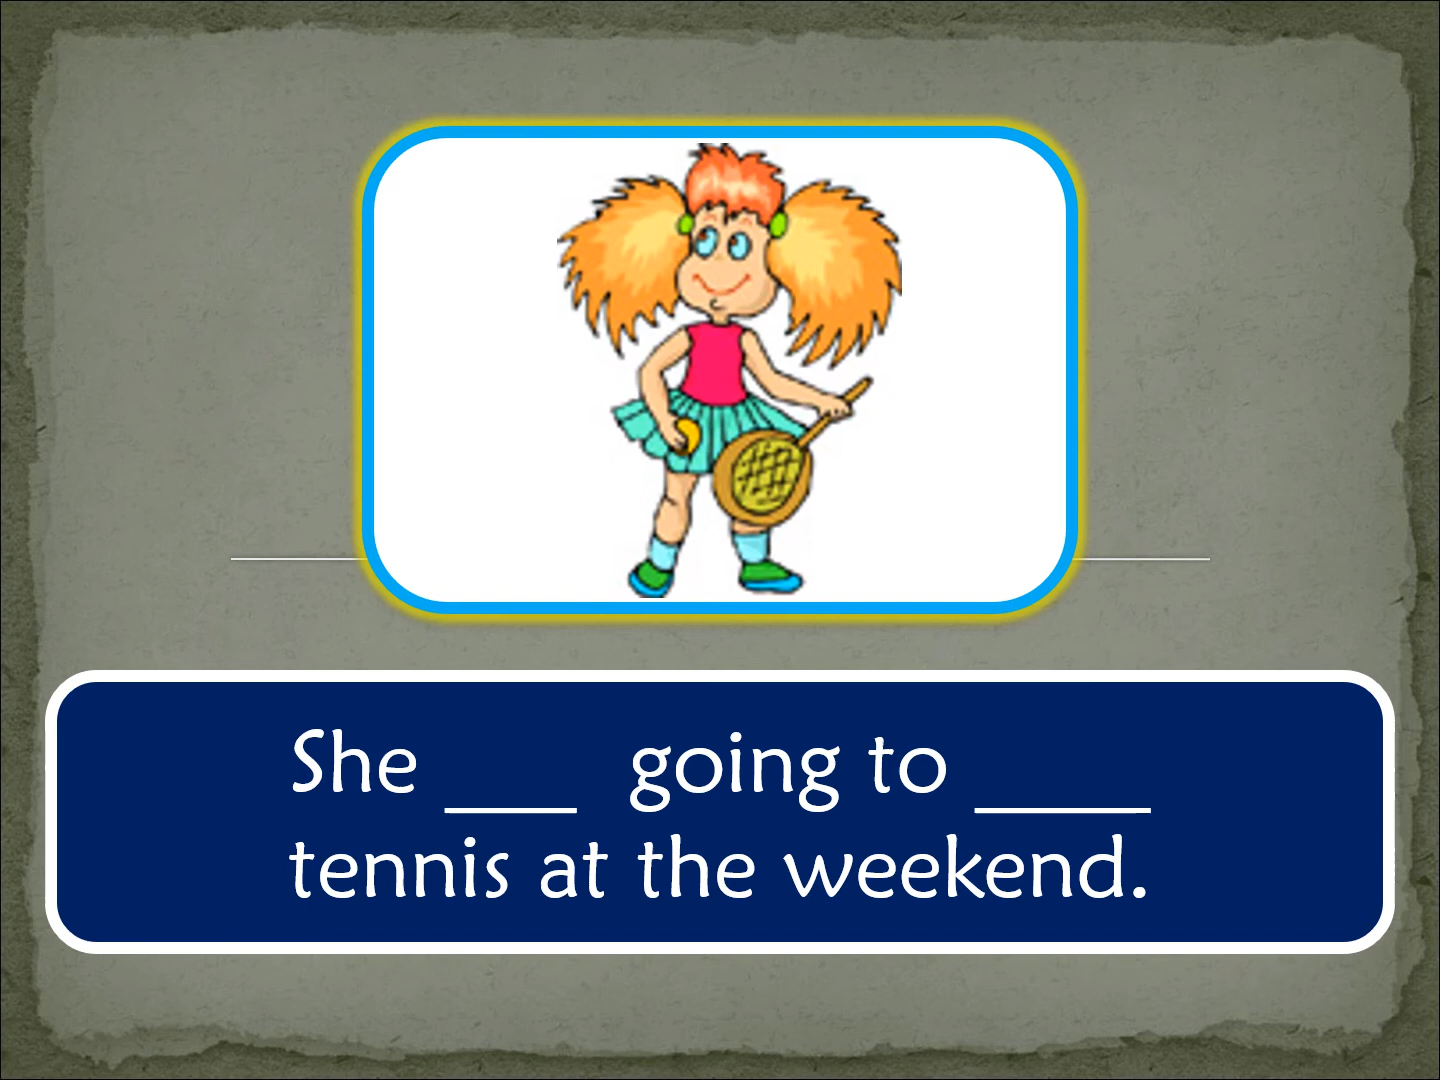 She ___ going to ____
tennis at the weekend.